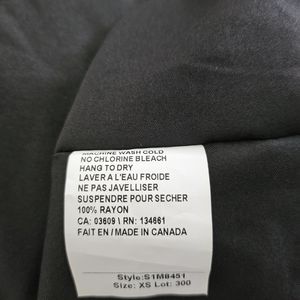 MACHINE WASH COLD
NO CHLORINE BLEACH
HANG TO DRY
LAVER A L'EAU FROIDE
NE PAS JAVELLISER
SUSPENDRE POUR SECHER
100% RAYON
CA: 03609 \ RN: 134661
FAIT EN / MADE IN CANADA
Style:S1M8451
Size: XS Lot: 300